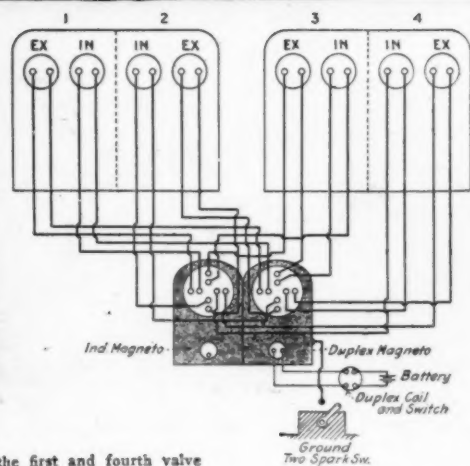 1 2 3 4
EX IN IN EX EX IN IN EX
Ind Magneto
Duplex Magneto
Battery
Duplex Coil
and Switch
Ground
Two Spark Sw.
the first and fourth valve